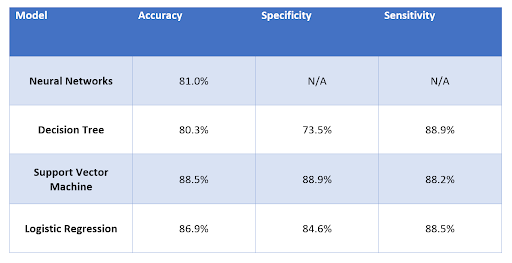 Model Accuracy Specificity Sensitivity
Neural Networks 81.0% N/A N/A
Decision Tree 80.3% 73.5% 88.9%
Support Vector
Machine 88.5% 88.9% 88.2%
Logistic Regression 86.9% 84.6% 88.5%